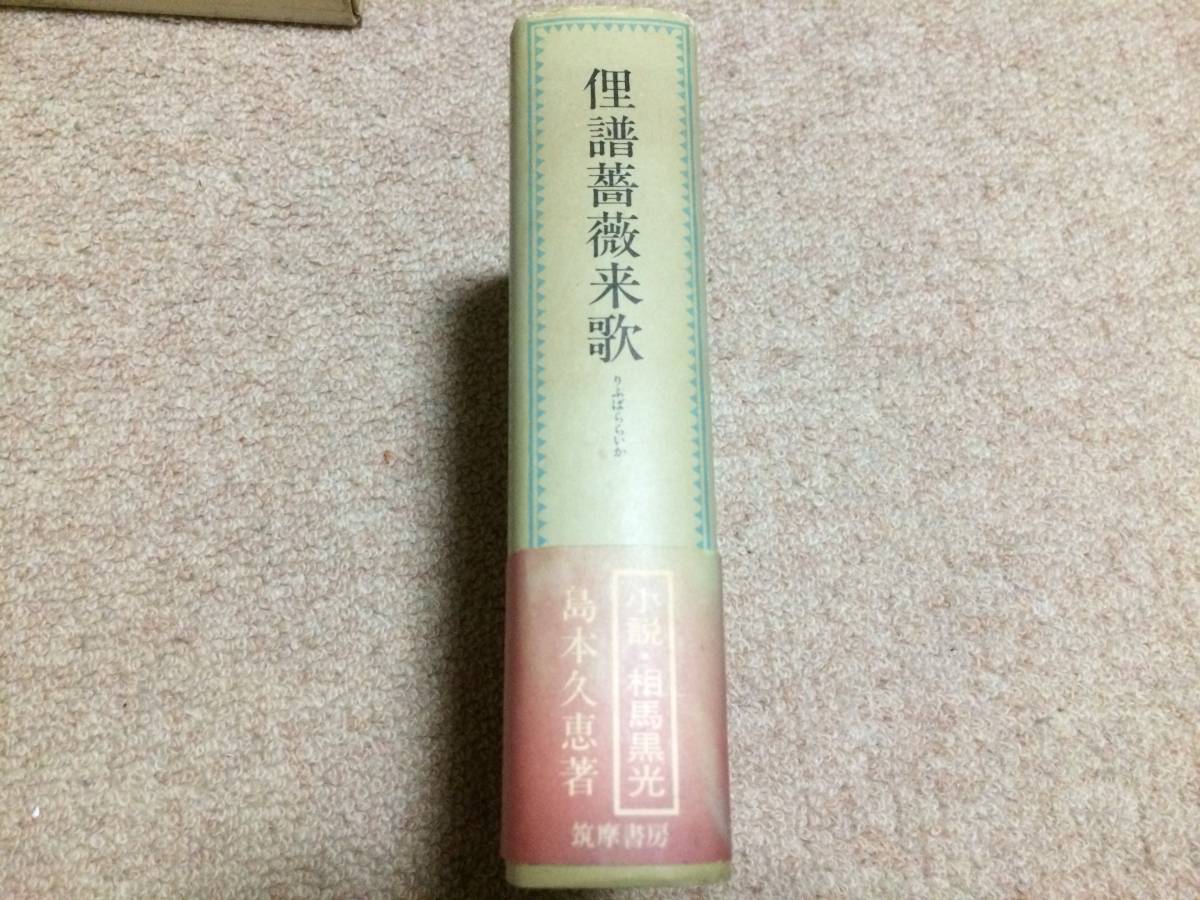 俚譜薔薇来歌
りふばららいか
小説・相馬黒光
島本久恵著
筑摩書房